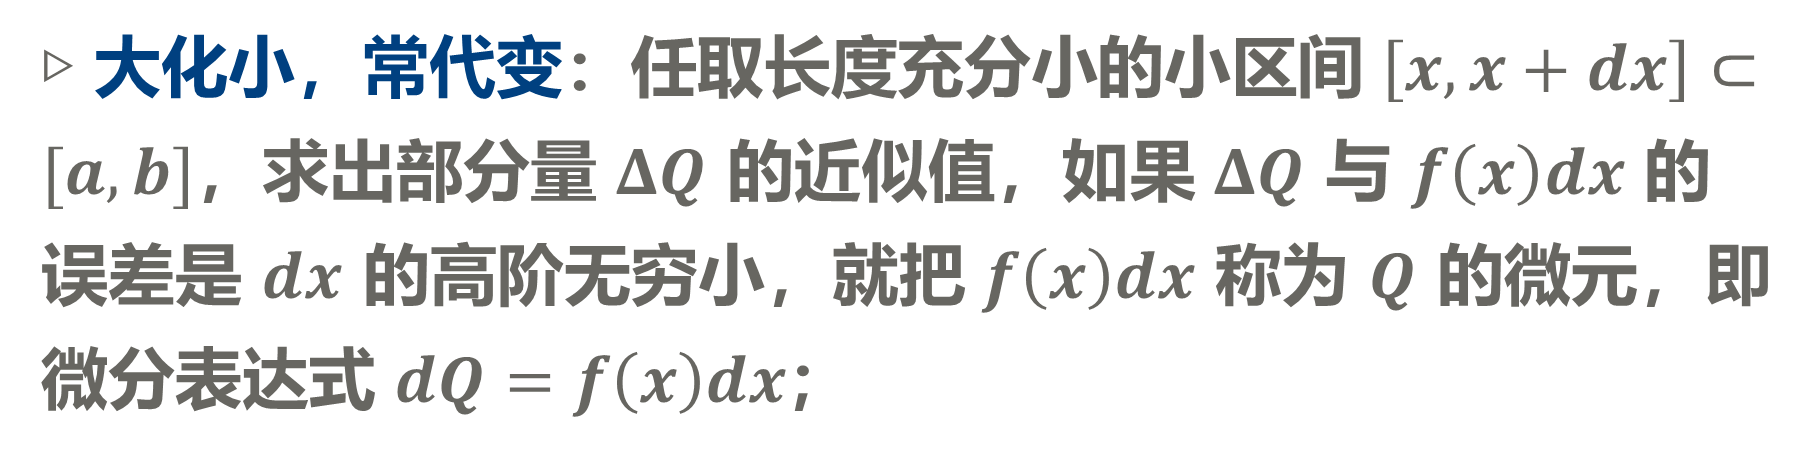 ▷ 大化小，常代变：任取长度充分小的小区间 [x, x + dx] ⊂
[a, b]，求出部分量 ΔQ 的近似值，如果 ΔQ 与 f(x)dx 的
误差是 dx 的高阶无穷小，就把 f(x)dx 称为 Q 的微元，即
微分表达式 dQ = f(x)dx;